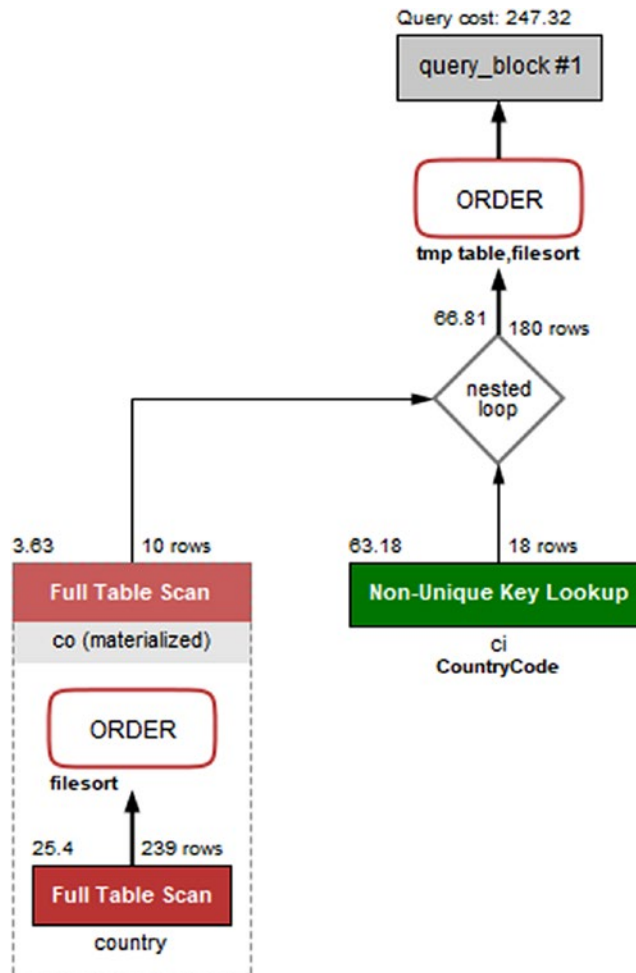 Query cost: 247.32
query_block #1
ORDER
tmp table,filesort
66.81 180 rows
nested
loop
3.63 10 rows
63.18 18 rows
Full Table Scan
Non-Unique Key Lookup
co (materialized)
ci
CountryCode
ORDER
filesort
25.4 239 rows
Full Table Scan
country